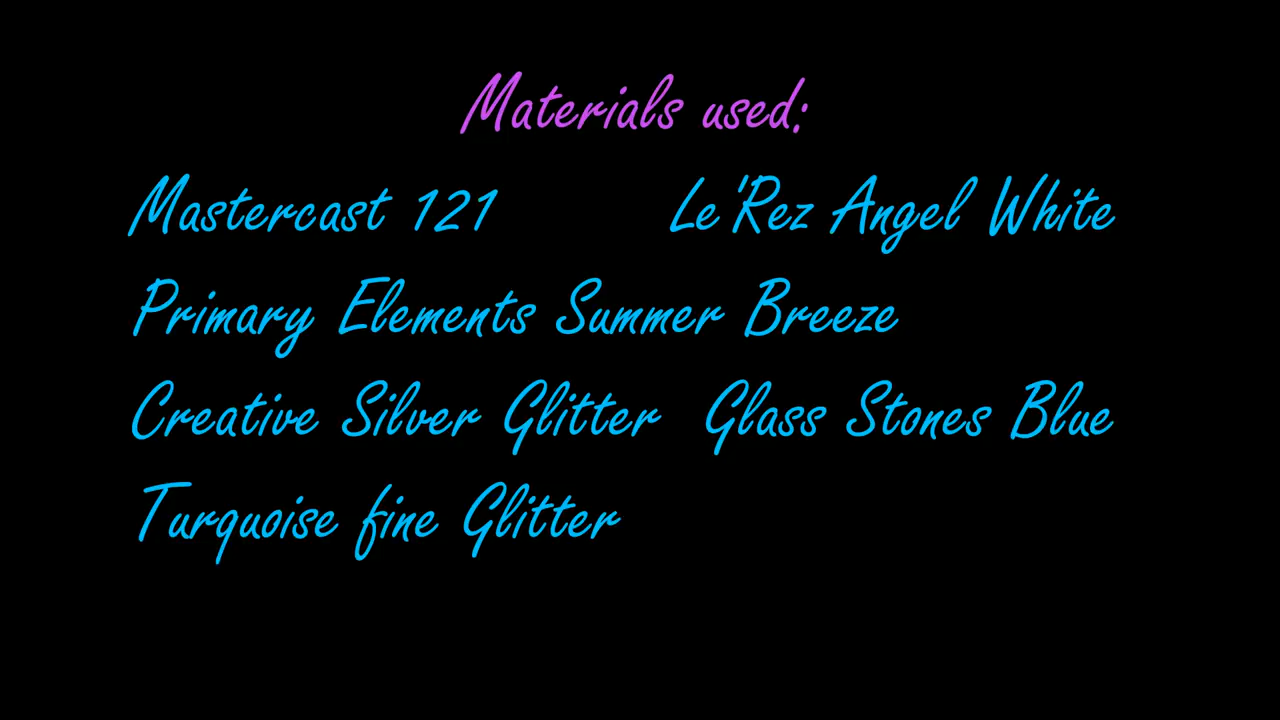 Materials used:
Mastercast 121 Le'Rez Angel White
Primary Elements Summer Breeze
Creative Silver Glitter Glass Stones Blue
Turquoise fine Glitter